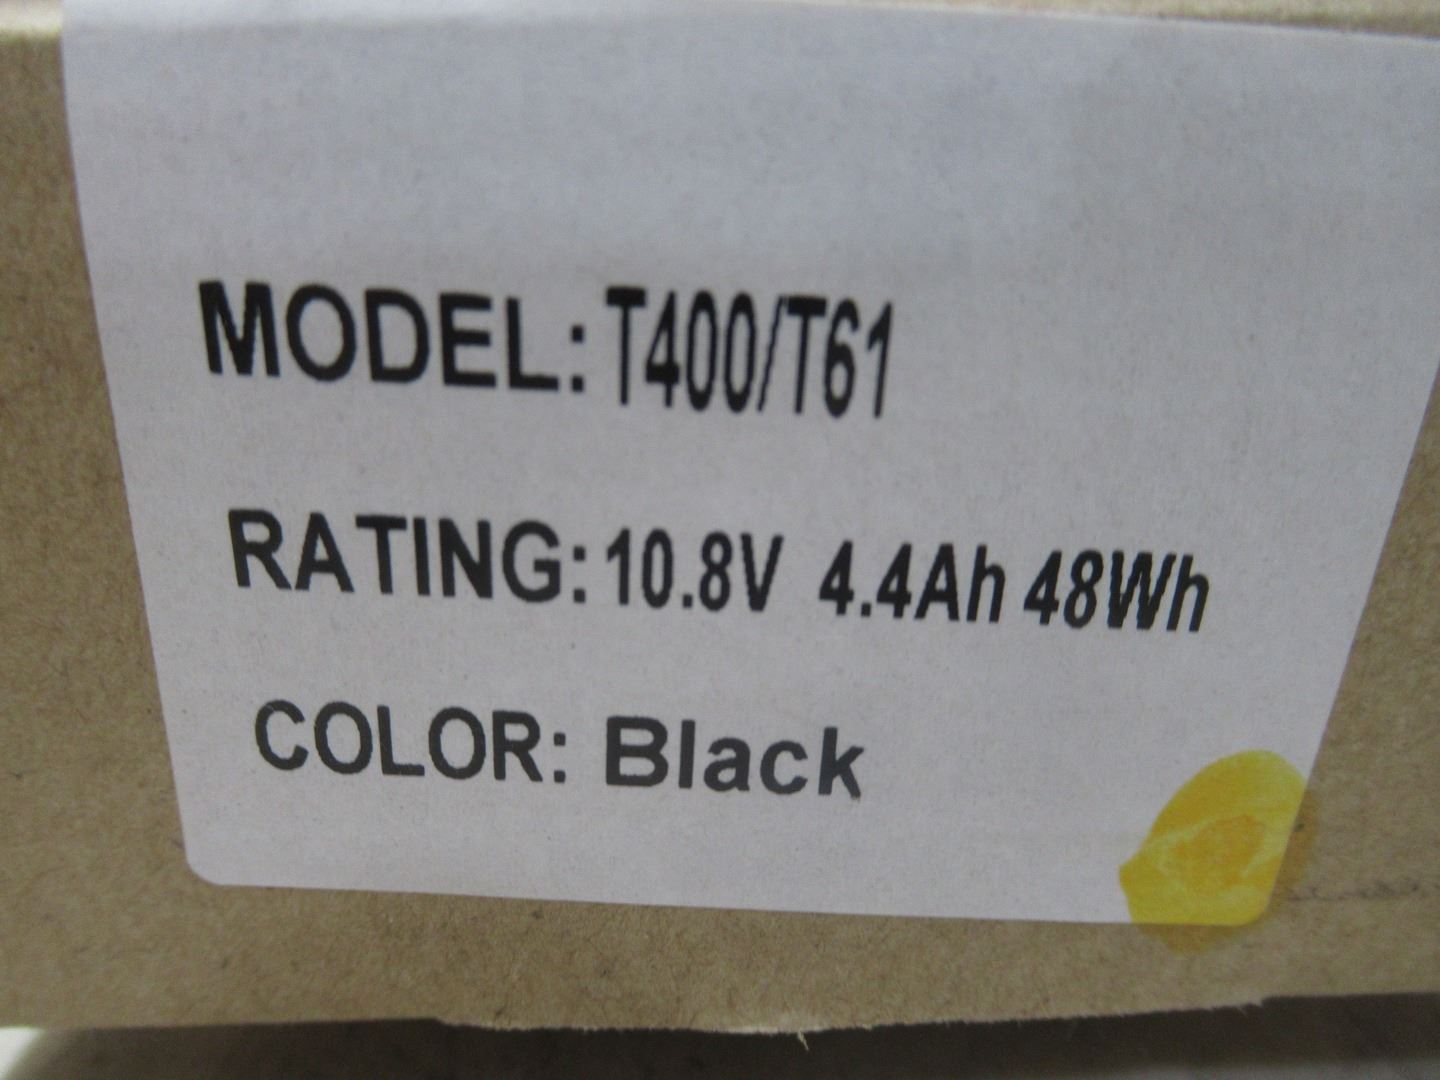 MODEL: T400/T61
RATING: 10.8V 4.4Ah 48Wh
COLOR: Black